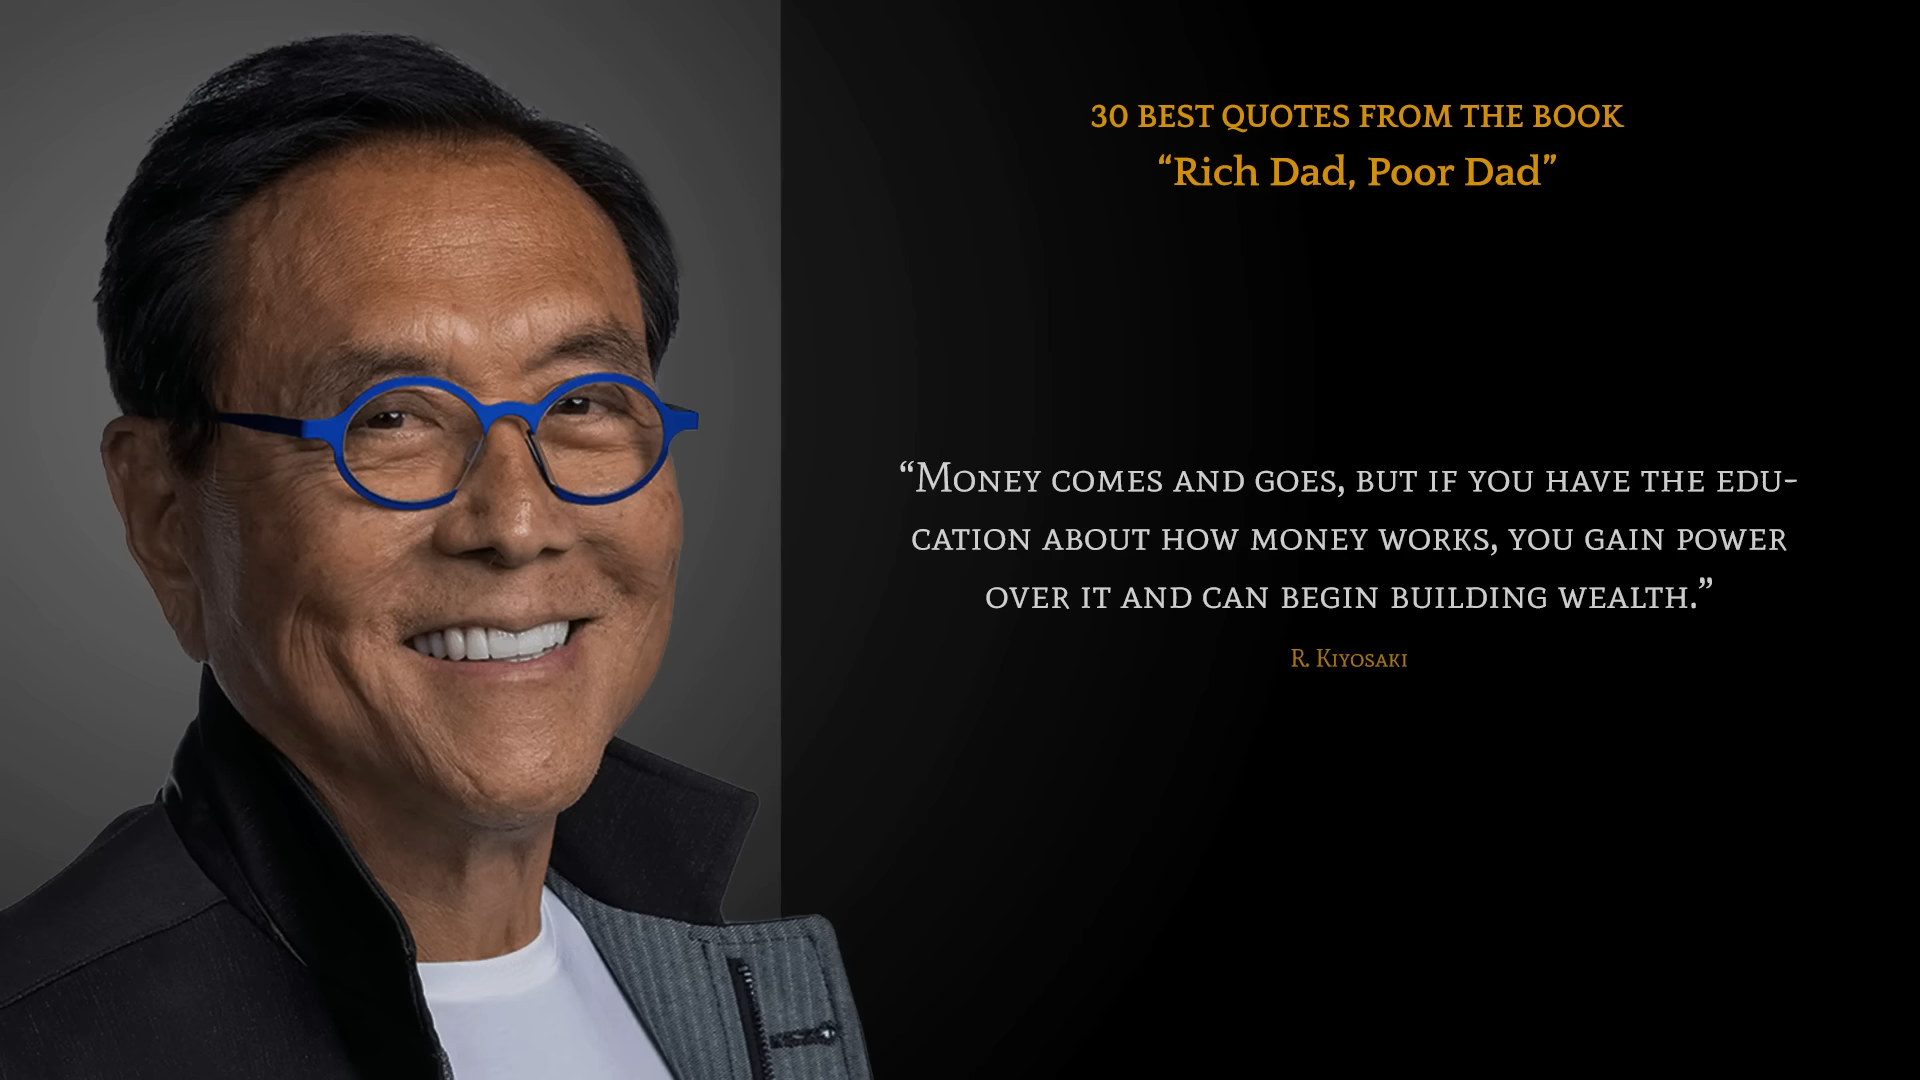 30 BEST QUOTES FROM THE BOOK
“Rich Dad, Poor Dad”
“Money comes and goes, but if you have the edu-
cation about how money works, you gain power
over it and can begin building wealth.”
R. Kiyosaki